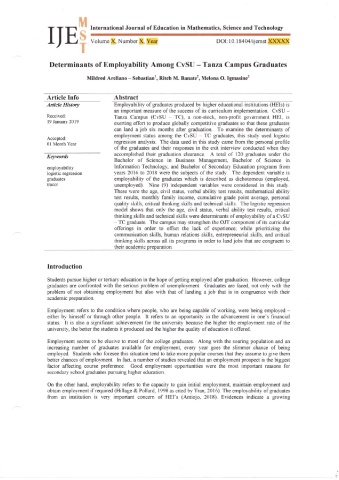 IJEMST
International Journal of Education in Mathematics, Science and Technology
Volume X, Number X, Year
DOI:10.18404/ijemst.XXXXX
Determinants of Employability Among CvSU – Tanza Campus Graduates
Mildred Arellano – Sebastian¹, Risth M. Banate², Melona O. Ignasine³
Article Info
Abstract
Article History
Employability of graduates produced by higher educational institutions (HEIs) is
an important measure of the success of its curriculum implementation. CvSU –
Received:
Tanza Campus (CvSU – TC), a non-stock, non-profit government HEI, is
19 January 2019
exerting effort to produce globally competitive graduates so that these graduates
can land a job six months after graduation. To examine the determinants of
Accepted:
employment status among the CvSU – TC graduates, this study used logistic
01 Month Year
regression analysis. The data used in this study came from the personal profile
of the graduates and their responses in the exit interview conducted when they
Keywords
accomplished their graduation clearance. A total of 123 graduates under the
Bachelor of Science in Business Management, Bachelor of Science in
employability
Information Technology, and Bachelor of Secondary Education programs from
logistic regression
years 2016 to 2018 were the subjects of the study. The dependent variable is
graduates
employability of the graduates which is described as dichotomous (employed,
tracer
unemployed). Nine (9) independent variables were considered in this study.
These were the age, civil status, verbal ability test results, mathematical ability
test results, monthly family income, cumulative grade point average, personal
quality skills, critical thinking skills and technical skills. The logistic regression
model shows that only the age, civil status, verbal ability test results, critical
thinking skills and technical skills were determinants of employability of a CvSU
– TC graduate. The campus may strengthen the OJT component of its curricular
offerings in order to offset the lack of experience; while prioritizing the
communication skills, human relations skills, entrepreneurial skills, and critical
thinking skills across all its programs in order to land jobs that are congruent to
their academic preparation.
Introduction
Students pursue higher or tertiary education in the hope of getting employed after graduation. However, college
graduates are confronted with the serious problem of unemployment. Graduates are faced, not only with the
problem of not obtaining employment but also with that of landing a job that is in congruence with their
academic preparation.
Employment refers to the condition where people, who are being capable of working, were being employed –
either by himself or through other people. It refers to an opportunity in the advancement to one's financial
status. It is also a significant achievement for the university because the higher the employment rate of the
university, the better the students it produced and the higher the quality of education it offered.
Employment seems to be elusive to most of the college graduates. Along with the soaring population and an
increasing number of graduates available for employment, every year goes the slimmer chance of being
employed. Students who foresee this situation tend to take more popular courses that they assume to give them
better chances of employment. In fact, a number of studies revealed that an employment prospect is the biggest
factor affecting course preference. Good employment opportunities were the most important reasons for
secondary school graduates pursuing higher education.
On the other hand, employability refers to the capacity to gain initial employment, maintain employment and
obtain employment if required (Hillage & Pollard, 1998 as cited by Tran, 2016). The employability of graduates
from an institution is very important concern of HEI's (Asnicjo, 2018). Evidences indicate a growing